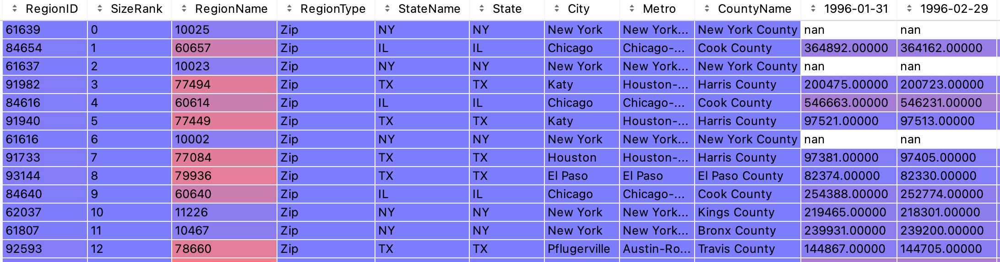 RegionID SizeRank RegionName RegionType StateName State City Metro CountyName 1996-01-31 1996-02-29
61639 0 10025 Zip NY NY New York New York... New York County nan nan
84654 1 60657 Zip IL IL Chicago Chicago-... Cook County 364892.00000 364162.00000
61637 2 10023 Zip NY NY New York New York... New York County nan nan
91982 3 77494 Zip TX TX Katy Houston-... Harris County 200475.00000 200723.00000
84616 4 60614 Zip IL IL Chicago Chicago-... Cook County 546663.00000 546231.00000
91940 5 77449 Zip TX TX Katy Houston-... Harris County 97521.00000 97513.00000
61616 6 10002 Zip NY NY New York New York... New York County nan nan
91733 7 77084 Zip TX TX Houston Houston-... Harris County 97381.00000 97405.00000
93144 8 79936 Zip TX TX El Paso El Paso El Paso County 82374.00000 82330.00000
84640 9 60640 Zip IL IL Chicago Chicago-... Cook County 254388.00000 252774.00000
62037 10 11226 Zip NY NY New York New York... Kings County 219465.00000 218301.00000
61807 11 10467 Zip NY NY New York New York... Bronx County 239931.00000 239200.00000
92593 12 78660 Zip TX TX Pflugerville Austin-Ro... Travis County 144867.00000 144705.00000